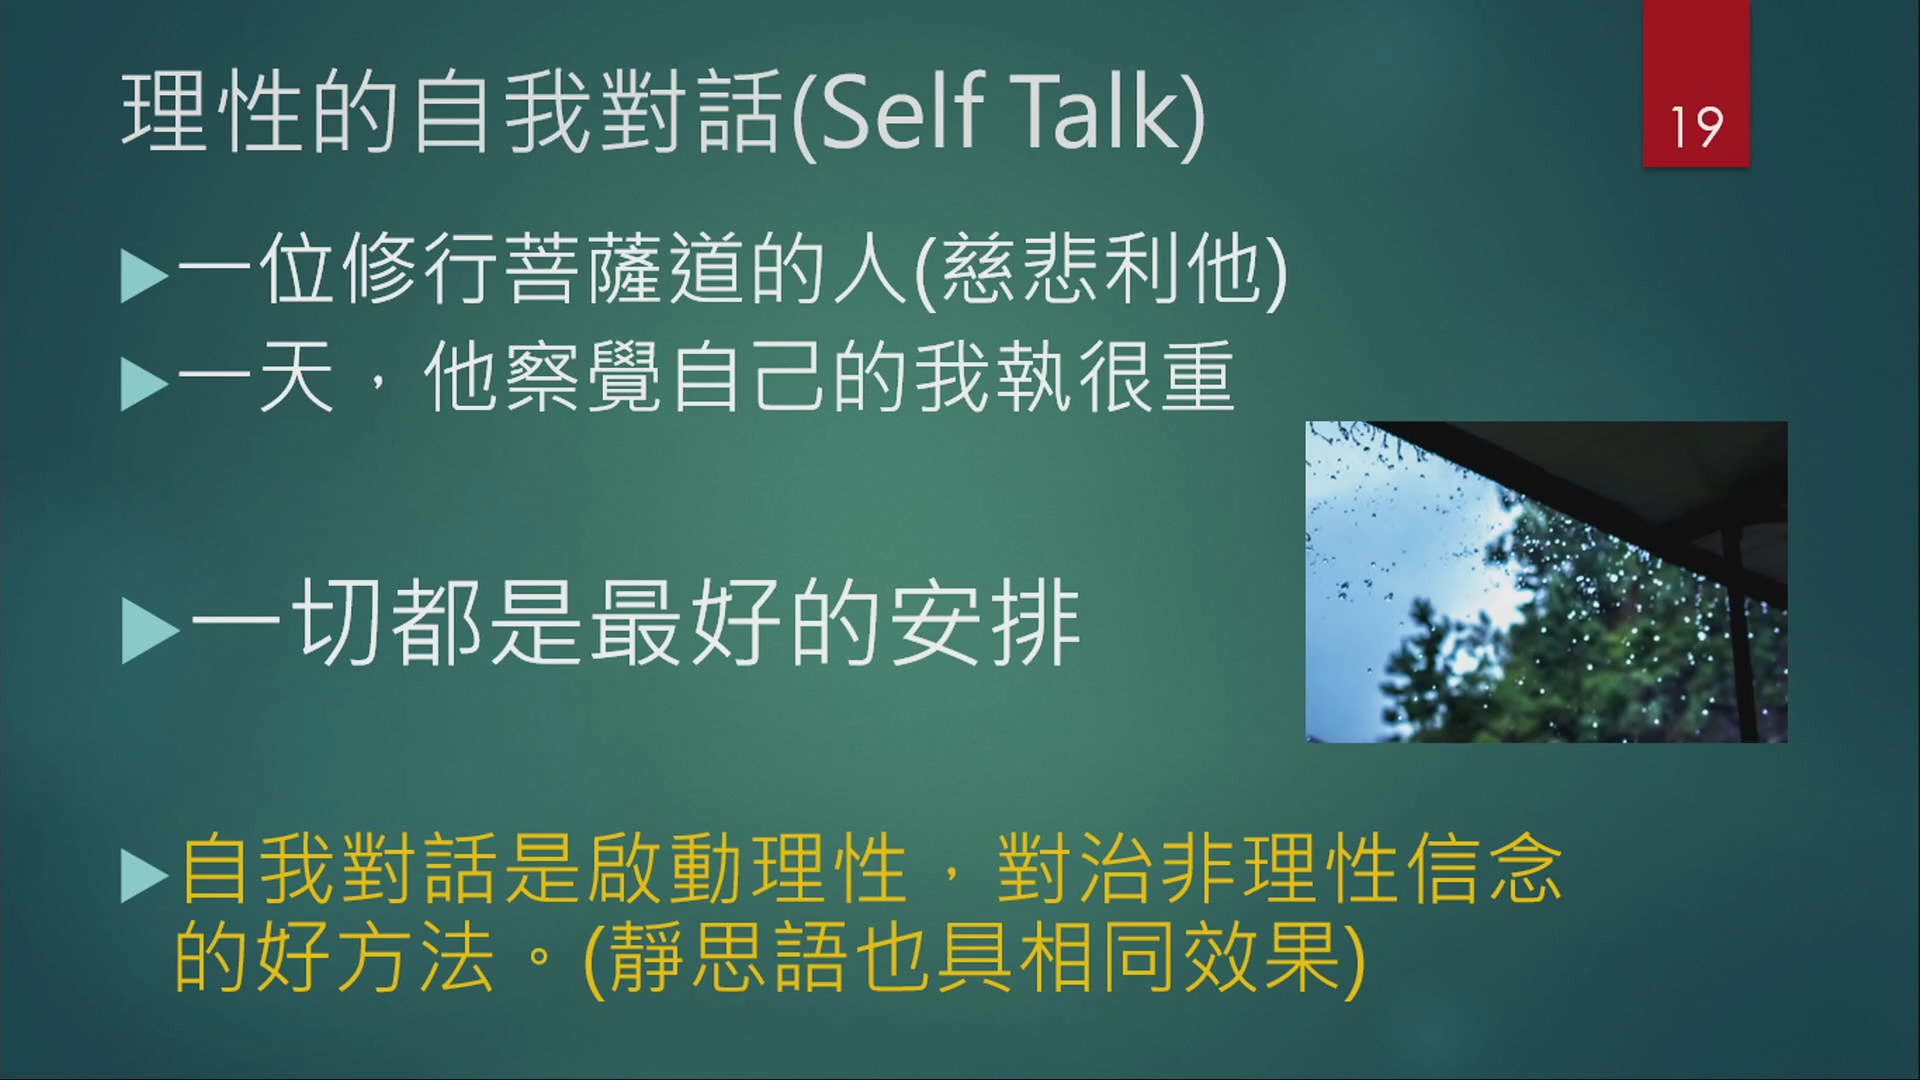 理性的自我對話(Self Talk)
19
一位修行菩薩道的人(慈悲利他)
一天，他察覺自己的我執很重
一切都是最好的安排
自我對話是啟動理性，對治非理性信念
的好方法。(靜思語也具相同效果)